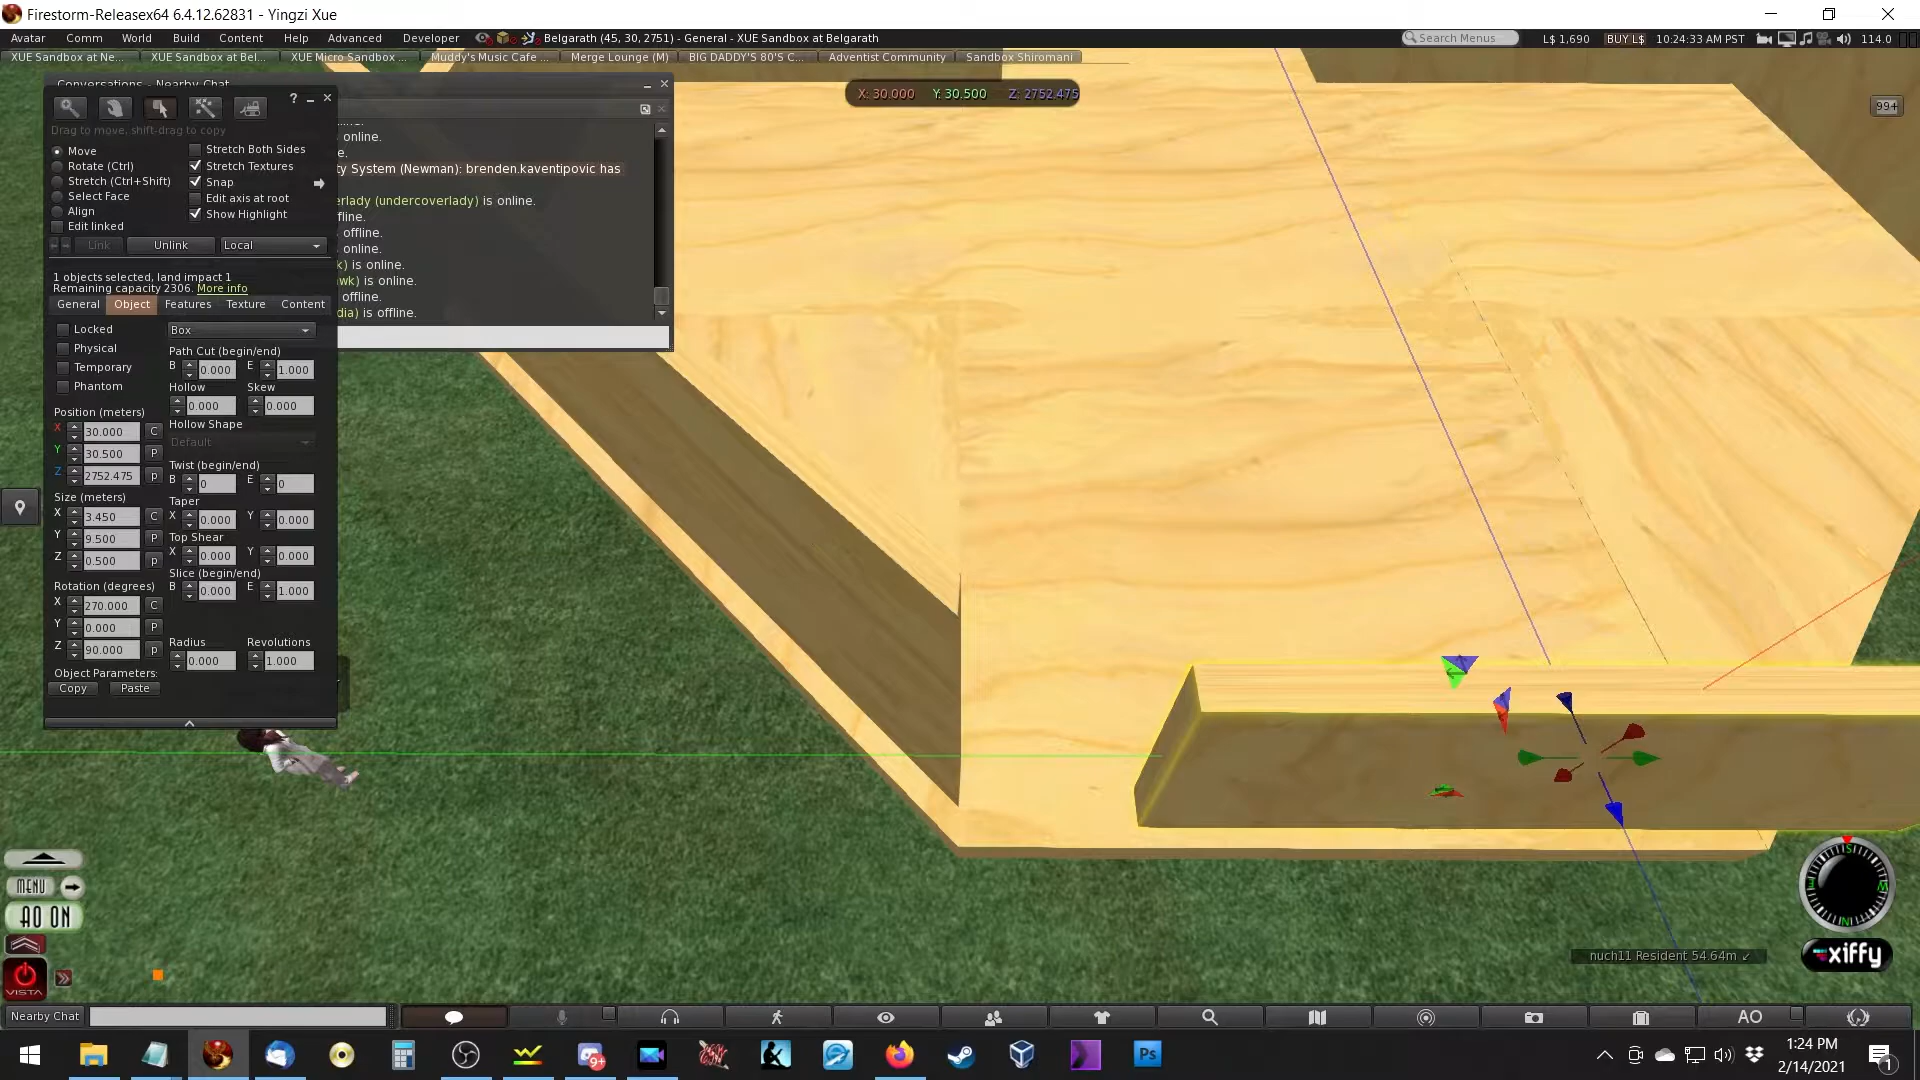 Firestorm-Releasex64 6.4.12.62831 - Yingzi Xue
Avatar Comm World Build Content Help Advanced Developer Belgarath (45, 30, 2751) - General - XUE Sandbox at Belgarath Search Menus L$ 1,690 BUY L$ 10:24:33 AM PST 114.0
XUE Sandbox at Ne... XUE Sandbox at Bel... XUE Micro Sandbox ... Muddy's Music Cafe ... Merge Lounge (M) BIG DADDY'S 80'S C... Adventist Community Sandbox Shiromani
Conversations - Nearby Chat
X: 30.000 Y: 30.500 Z: 2752.475
99+
?
Drag to move, shift-drag to copy
Move
Rotate (Ctrl)
Stretch (Ctrl+Shift)
Select Face
Align
Edit linked
Stretch Both Sides
Stretch Textures
Snap
Edit axis at root
Show Highlight
Link Unlink Local
1 objects selected, land impact 1
Remaining capacity 2306. More info
General Object Features Texture Content
online.
ty System (Newman): brenden.kaventipovic has
erlady (undercoverlady) is online.
offline.
online.
k) is online.
wk) is online.
offline.
dia) is offline.
Locked
Physical
Temporary
Phantom
Position (meters)
X 30.000 C
Y 30.500 P
Z 2752.475 p
Size (meters)
X 3.450 C
Y 9.500 P
Z 0.500 p
Rotation (degrees)
X 270.000 C
Y 0.000 P
Z 90.000 p
Object Parameters:
Copy Paste
Box
Path Cut (begin/end)
B 0.000 E 1.000
Hollow Skew
0.000 0.000
Hollow Shape
Default
Twist (begin/end)
B 0 E 0
Taper
X 0.000 Y 0.000
Top Shear
X 0.000 Y 0.000
Slice (begin/end)
B 0.000 E 1.000
Radius Revolutions
0.000 1.000
MENU
AO ON
VISTA
S
W
N
nuch11 Resident 54.64m
xiffy
Nearby Chat
AO
9+
Ps
1:24 PM
2/14/2021
1